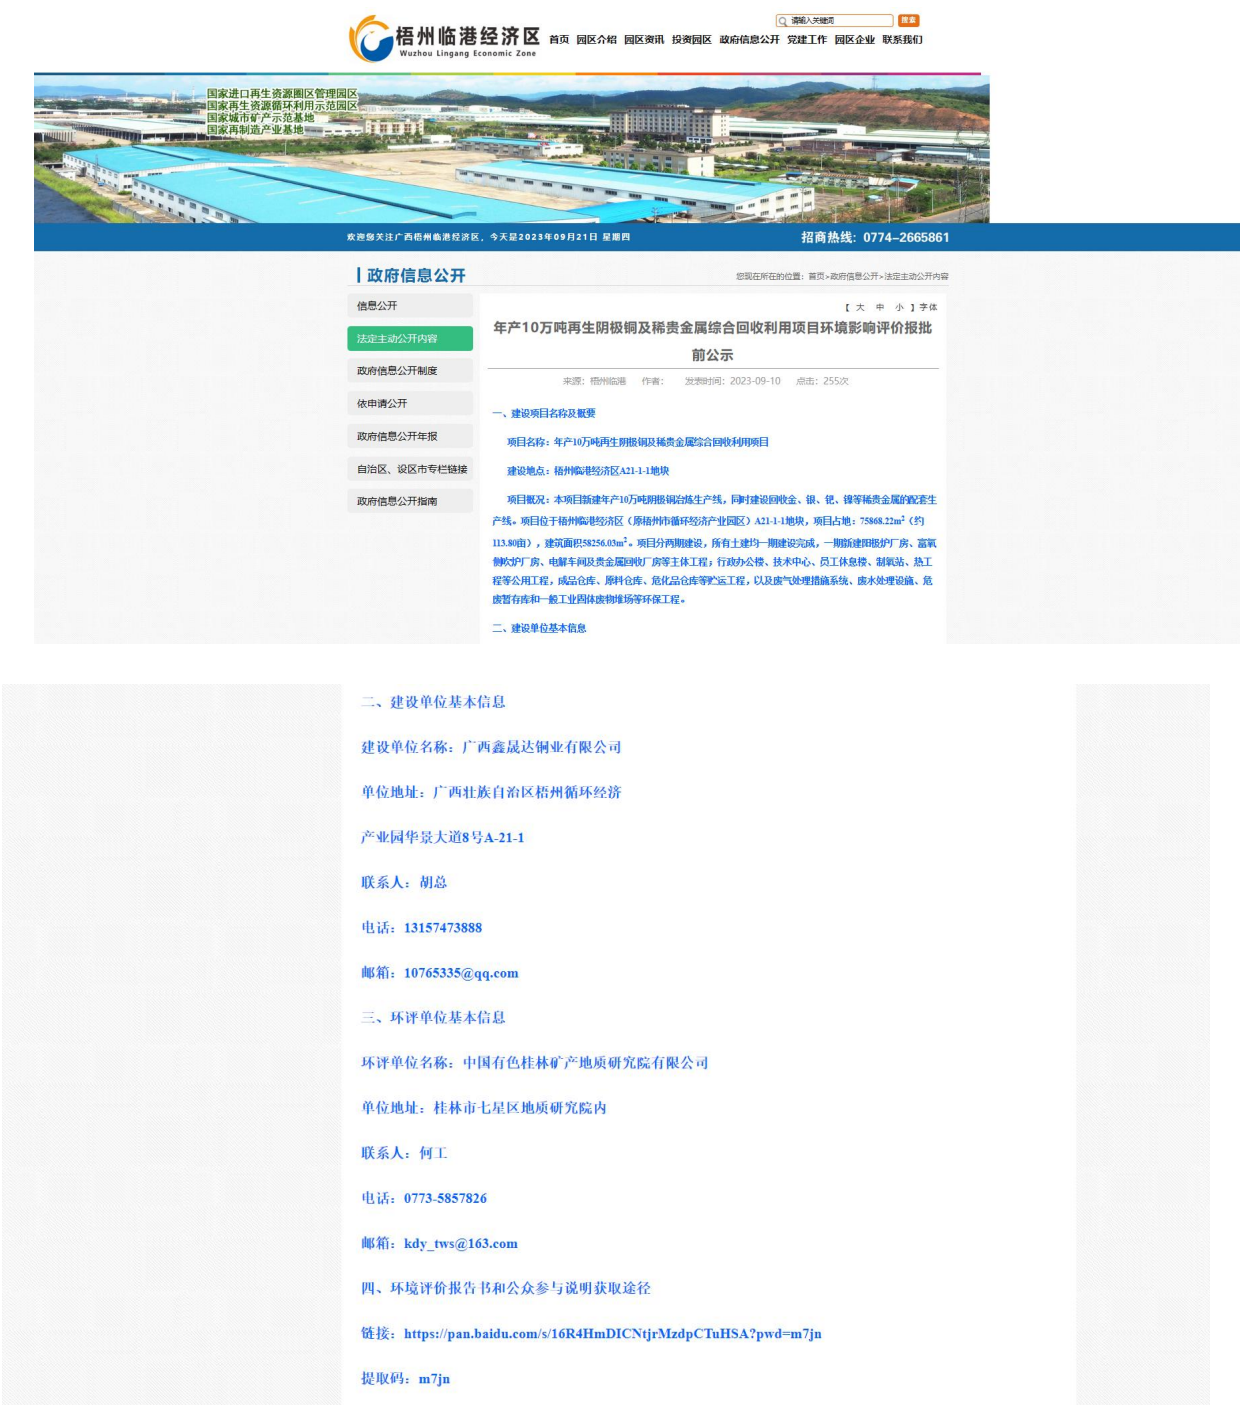 梧州临港经济区
Wuzhou Lingang Economic Zone
请输入关键词
搜索
首页 园区介绍 园区资讯 投资园区 政府信息公开 党建工作 园区企业 联系我们
国家进口再生资源圈区管理园区
国家再生资源循环利用示范园区
国家城市矿产示范基地
国家再制造产业基地
欢迎您关注广西梧州临港经济区，今天是2023年09月21日 星期四
招商热线：0774-2665861
政府信息公开
您现在所在的位置：首页>政府信息公开>法定主动公开内容
信息公开
法定主动公开内容
政府信息公开制度
依申请公开
政府信息公开年报
自治区、设区市专栏链接
政府信息公开指南
【 大 中 小 】字体
年产10万吨再生阴极铜及稀贵金属综合回收利用项目环境影响评价报批
前公示
来源：梧州临港 作者： 发表时间：2023-09-10 点击：255次
一、建设项目名称及概要
项目名称：年产10万吨再生阴极铜及稀贵金属综合回收利用项目
建设地点：梧州临港经济区A21-1-1地块
项目概况：本项目新建年产10万吨阴极铜冶炼生产线，同时建设回收金、银、钯、镍等稀贵金属的配套生
产线。项目位于梧州临港经济区（原梧州市循环经济产业园区）A21-1-1地块，项目占地：75868.22m²（约
113.80亩），建筑面积58256.03m²。项目分两期建设，所有土建均一期建设完成，一期新建阳极炉厂房、富氧
侧吹炉厂房、电解车间及贵金属回收厂房等主体工程；行政办公楼、技术中心、员工休息楼、制氧站、热工
程等公用工程，成品仓库、原料仓库、危化品仓库等贮运工程，以及废气处理措施系统、废水处理设施、危
废暂存库和一般工业固体废物堆场等环保工程。
二、建设单位基本信息
二、建设单位基本信息
建设单位名称：广西鑫晟达铜业有限公司
单位地址：广西壮族自治区梧州循环经济
产业园华景大道8号A-21-1
联系人：胡总
电话：13157473888
邮箱：10765335@qq.com
三、环评单位基本信息
环评单位名称：中国有色桂林矿产地质研究院有限公司
单位地址：桂林市七星区地质研究院内
联系人：何工
电话：0773-5857826
邮箱：kdy_tws@163.com
四、环境评价报告书和公众参与说明获取途径
链接：https://pan.baidu.com/s/16R4HmDICNtjrMzdpCTuHSA?pwd=m7jn
提取码：m7jn